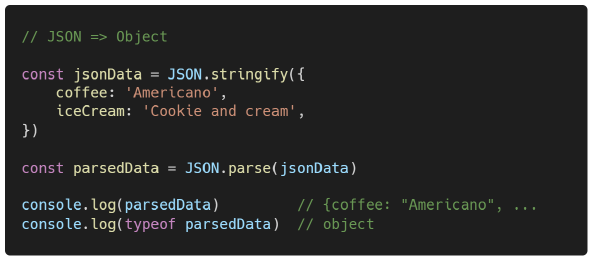 // JSON => Object
const jsonData = JSON.stringify({
    coffee: 'Americano',
    iceCream: 'Cookie and cream',
})
const parsedData = JSON.parse(jsonData)
console.log(parsedData)         // {coffee: "Americano", ...
console.log(typeof parsedData)  // object